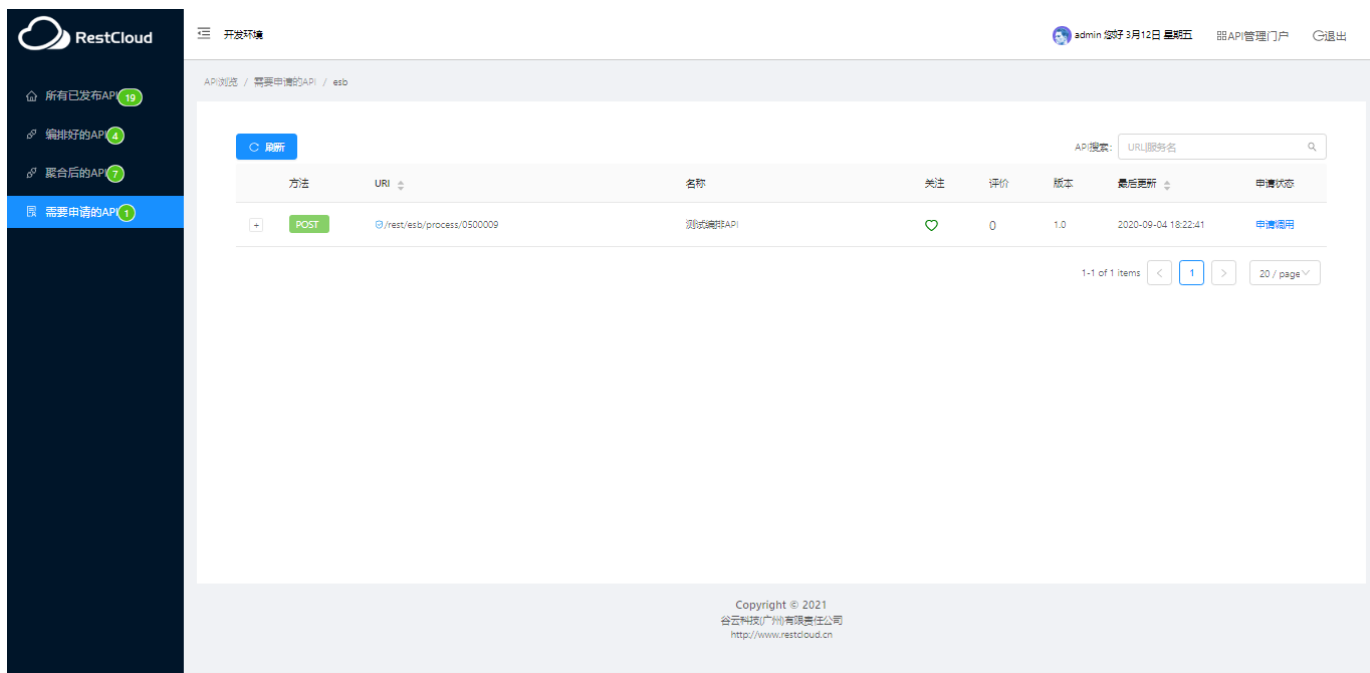 RestCloud
开发环境
admin 您好 3月12日 星期五
API管理门户
退出
所有已发布API 19
编排好的API 4
聚合后的API 7
需要申请的API 1
API浏览 / 需要申请的API / esb
刷新
API搜索:
URL|服务名
方法 URI 名称 关注 评价 版本 最后更新 申请状态
POST /rest/esb/process/0500009 测试编排API 0 1.0 2020-09-04 18:22:41 申请调用
1-1 of 1 items < 1 > 20 / page
Copyright © 2021
谷云科技(广州)有限责任公司
http://www.restcloud.cn